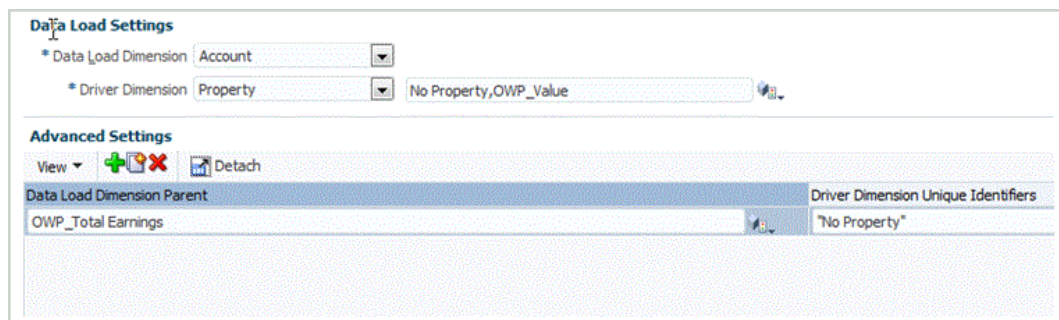 Data Load Settings
* Data Load Dimension Account
* Driver Dimension Property No Property,OWP_Value
Advanced Settings
View Detach
Data Load Dimension Parent Driver Dimension Unique Identifiers
OWP_Total Earnings "No Property"